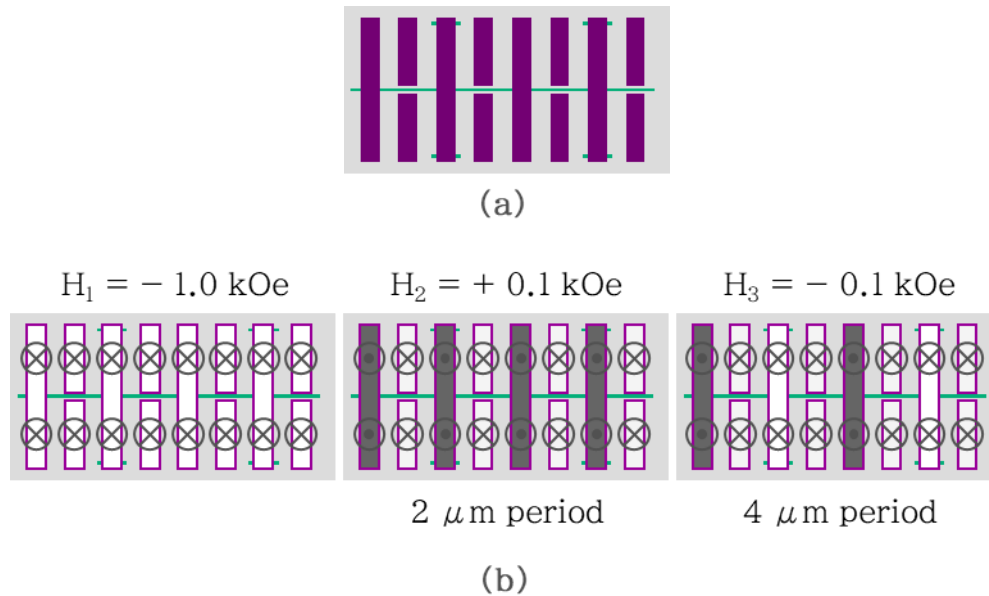 (a)
H₁ = − 1.0 kOe
H₂ = + 0.1 kOe
H₃ = − 0.1 kOe
2 μm period
4 μm period
(b)